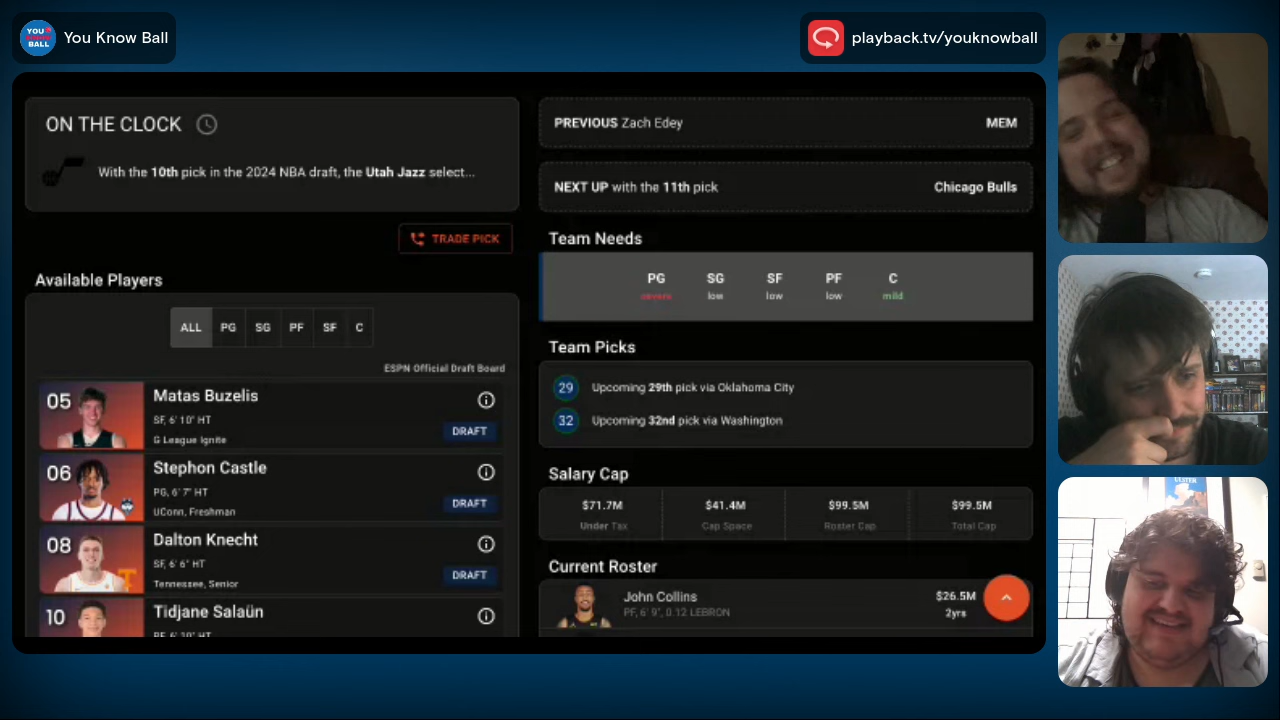 YOU
BALL
You Know Ball
playback.tv/youknowball
ON THE CLOCK
With the 10th pick in the 2024 NBA draft, the Utah Jazz select...
TRADE PICK
Available Players
ALL PG SG PF SF C
ESPN Official Draft Board
05 Matas Buzelis
SF, 6' 10" HT
G League Ignite
DRAFT
06 Stephon Castle
PG, 6' 7" HT
UConn, Freshman
DRAFT
08 Dalton Knecht
SF, 6' 6" HT
Tennessee, Senior
DRAFT
10 Tidjane Salaün
PF, 6' 10" HT
PREVIOUS Zach Edey MEM
NEXT UP with the 11th pick Chicago Bulls
Team Needs
PG SG SF PF C
severe low low low mild
Team Picks
29 Upcoming 29th pick via Oklahoma City
32 Upcoming 32nd pick via Washington
Salary Cap
$71.7M $41.4M $99.5M $99.5M
Under Tax Cap Space Roster Cap Total Cap
Current Roster
John Collins $26.5M
PF, 6' 9", 0.12 LEBRON 2yrs
ULSTER